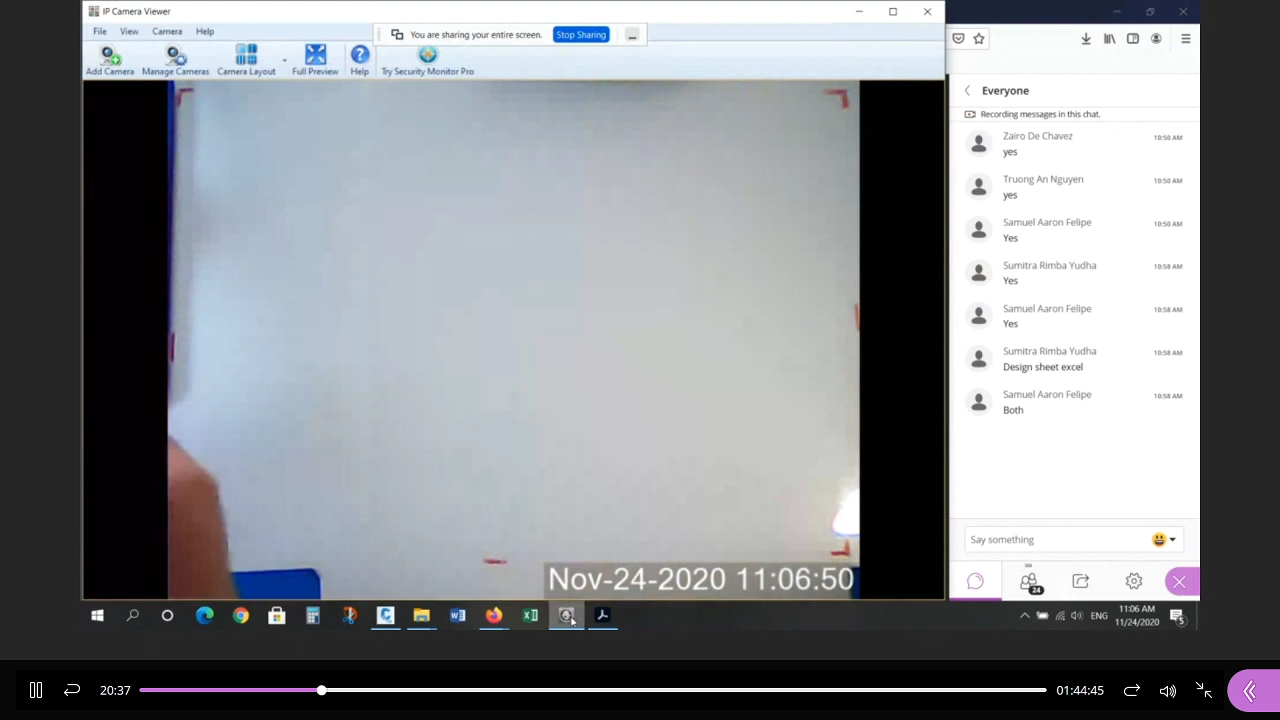 IP Camera Viewer
File View Camera Help
You are sharing your entire screen. Stop Sharing
Add Camera Manage Cameras Camera Layout Full Preview Help Try Security Monitor Pro
Nov-24-2020 11:06:50
Everyone
Recording messages in this chat.
Zairo De Chavez 10:50 AM
yes
Truong An Nguyen 10:50 AM
yes
Samuel Aaron Felipe 10:50 AM
Yes
Sumitra Rimba Yudha 10:58 AM
Yes
Samuel Aaron Felipe 10:58 AM
Yes
Sumitra Rimba Yudha 10:58 AM
Design sheet excel
Samuel Aaron Felipe 10:58 AM
Both
Say something
24
ENG
11:06 AM
11/24/2020
5
20:37
01:44:45